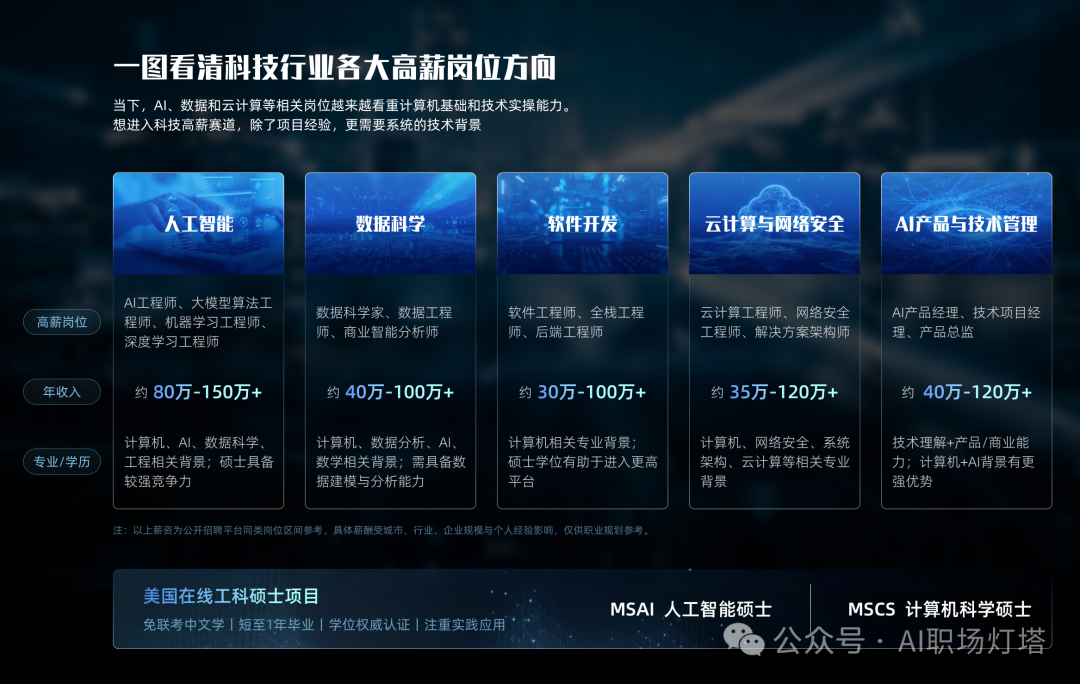 一图看清科技行业各大高薪岗位方向
当下，AI、数据和云计算等相关岗位越来越看重计算机基础和技术实操能力。
想进入科技高薪赛道，除了项目经验，更需要系统的技术背景
人工智能
数据科学
软件开发
云计算与网络安全
AI产品与技术管理
高薪岗位
AI工程师、大模型算法工
程师、机器学习工程师、
深度学习工程师
数据科学家、数据工程
师、商业智能分析师
软件工程师、全栈工程
师、后端工程师
云计算工程师、网络安全
工程师、解决方案架构师
AI产品经理、技术项目经
理、产品总监
年收入
约 80万-150万+
约 40万-100万+
约 30万-100万+
约 35万-120万+
约 40万-120万+
专业/学历
计算机、AI、数据科学、
工程相关背景；硕士具备
较强竞争力
计算机、数据分析、AI、
数学相关背景；需具备数
据建模与分析能力
计算机相关专业背景；
硕士学位有助于进入更高
平台
计算机、网络安全、系统
架构、云计算等相关专业
背景
技术理解+产品/商业能
力；计算机+AI背景有更
强优势
注：以上薪资为公开招聘平台同类岗位区间参考，具体薪酬受城市、行业、企业规模与个人经验影响，仅供职业规划参考。
美国在线工科硕士项目
免联考中文学丨短至1年毕业丨学位权威认证丨注重实践应用
MSAI 人工智能硕士
MSCS 计算机科学硕士
公众号 · AI职场灯塔